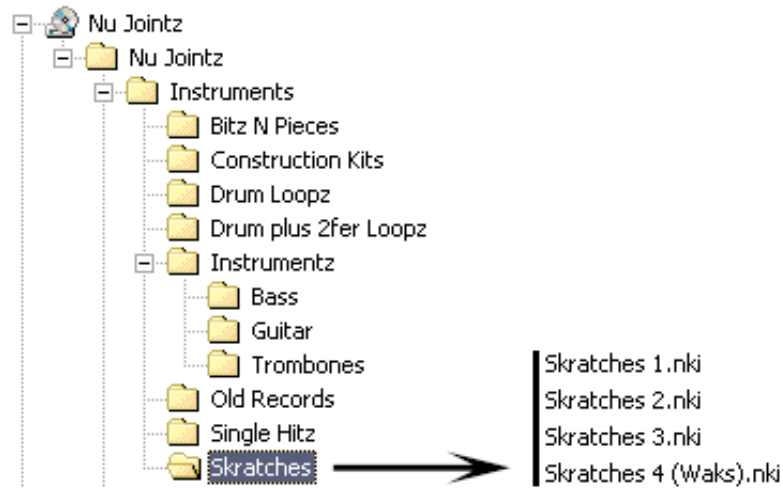 Nu Jointz
Nu Jointz
Instruments
Bitz N Pieces
Construction Kits
Drum Loopz
Drum plus 2fer Loopz
Instrumentz
Bass
Guitar
Trombones
Old Records
Single Hitz
Skratches
Skratches 1.nki
Skratches 2.nki
Skratches 3.nki
Skratches 4 (Waks).nki